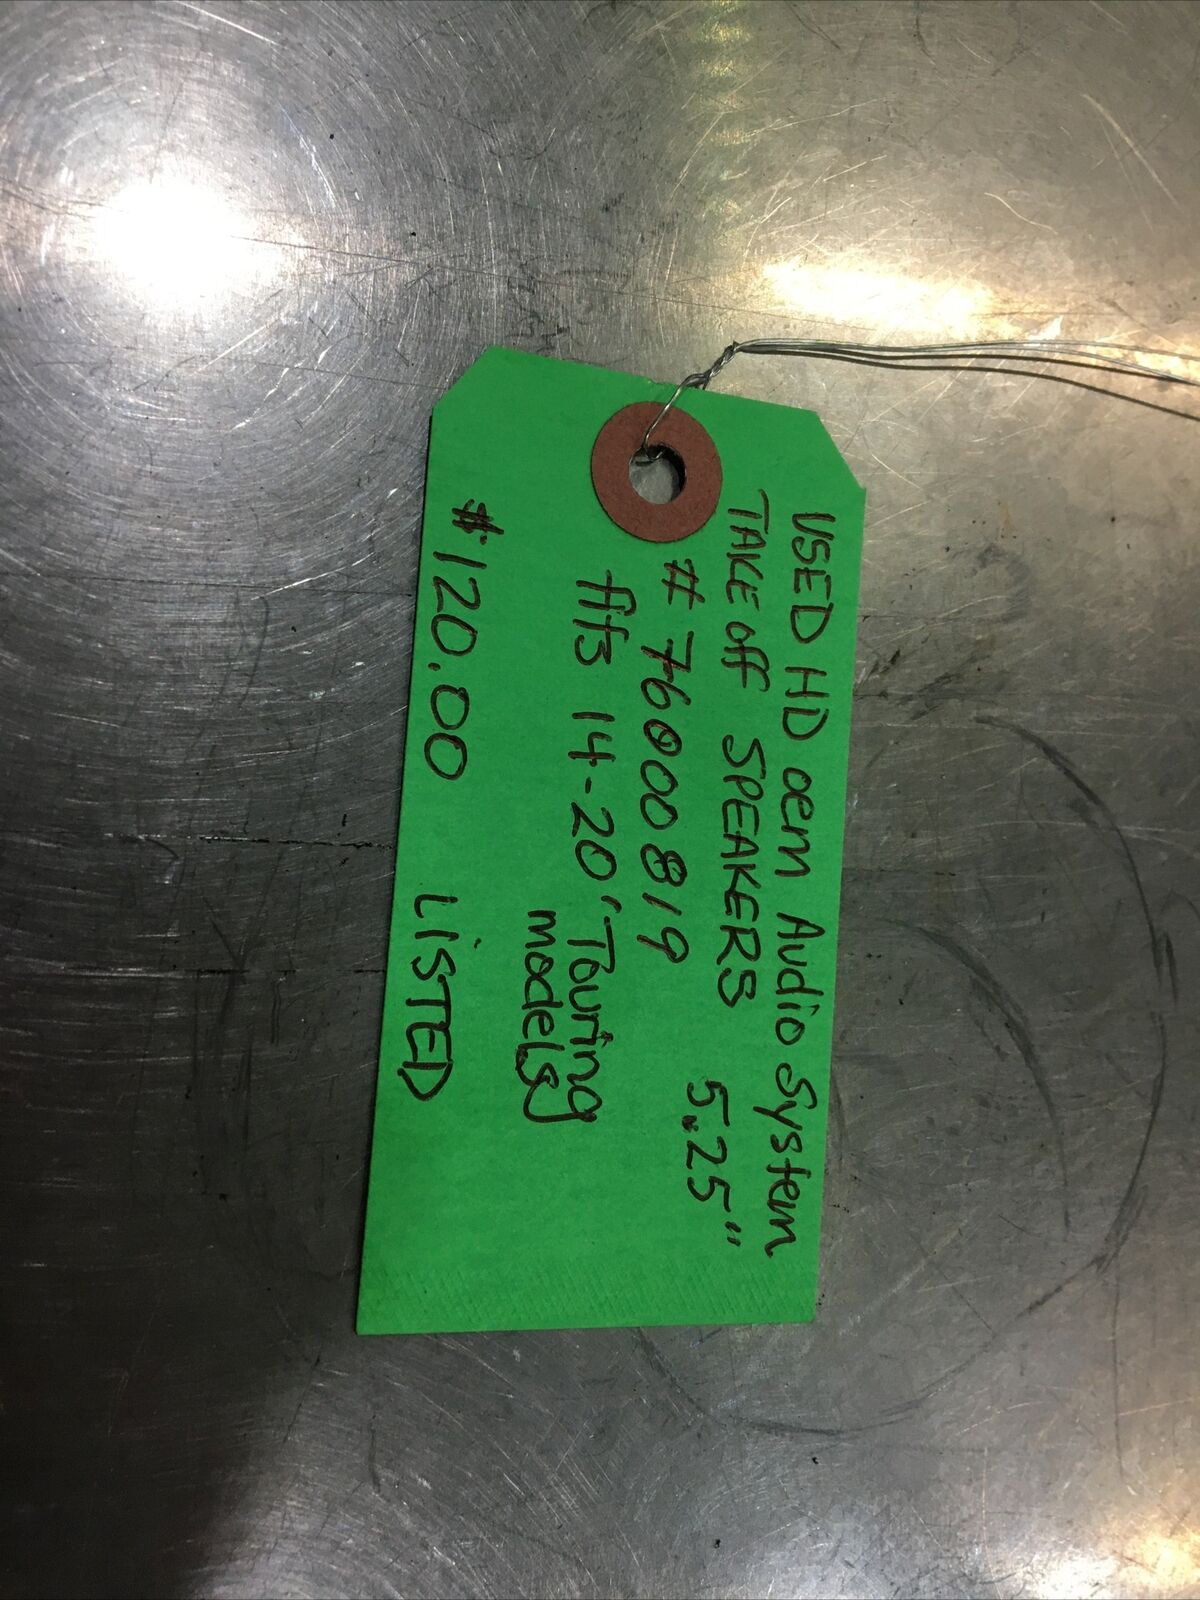 USED HD oem Audio System
TAKE off SPEAKERS 5.25"
# 76000819
fits 14-20' Touring
models
$120.00 LiSTED